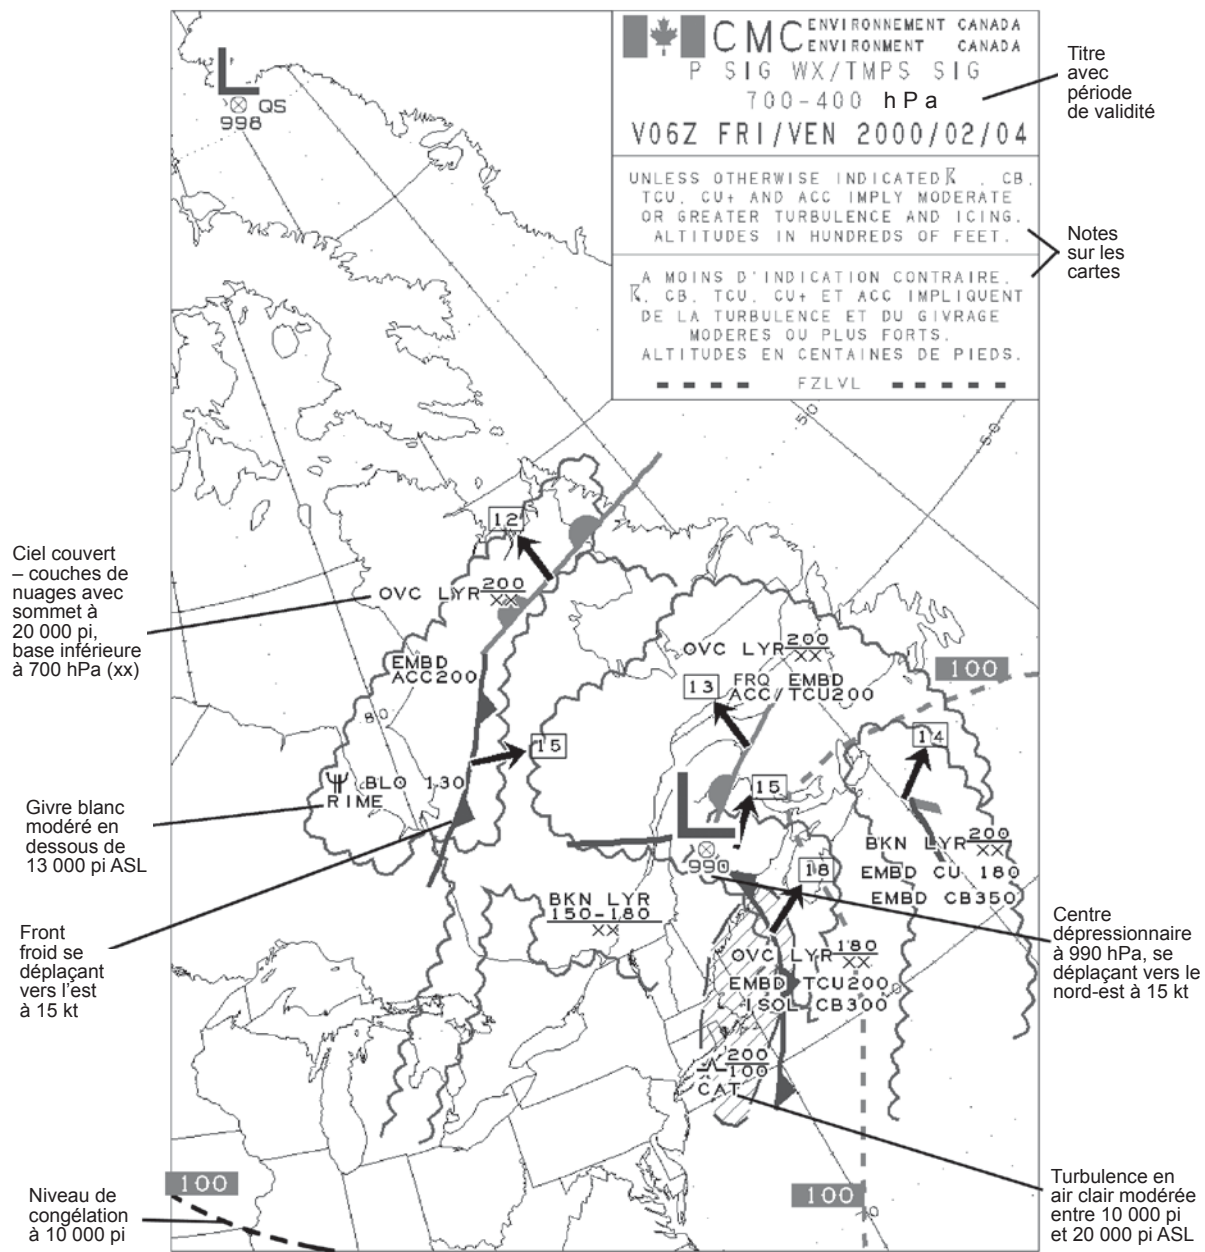 CMC ENVIRONNEMENT CANADA
ENVIRONMENT CANADA
P SIG WX/TMPS SIG
700-400 hPa
V06Z FRI/VEN 2000/02/04
UNLESS OTHERWISE INDICATED , CB,
TCU, CU+ AND ACC IMPLY MODERATE
OR GREATER TURBULENCE AND ICING.
ALTITUDES IN HUNDREDS OF FEET.
A MOINS D'INDICATION CONTRAIRE,
, CB, TCU, CU+ ET ACC IMPLIQUENT
DE LA TURBULENCE ET DU GIVRAGE
MODERES OU PLUS FORTS.
ALTITUDES EN CENTAINES DE PIEDS.
FZLVL
Titre
avec
période
de validité
Notes
sur les
cartes
L
QS
998
50
50
12
Ciel couvert
– couches de
nuages avec
sommet à
20 000 pi,
base inférieure
à 700 hPa (xx)
OVC LYR 200
XX
EMBD
ACC200
80
15
BLO 130
RIME
Givre blanc
modéré en
dessous de
13 000 pi ASL
Front
froid se
déplaçant
vers l'est
à 15 kt
OVC LYR 200
XX
FRQ EMBD
ACC/TCU200
13
100
14
15
L
990
18
BKN LYR 200
XX
EMBD CU 180
EMBD CB350
BKN LYR
150-180
XX
OVC LYR 180
XX
EMBD TCU200
ISOL CB300
Centre
dépressionnaire
à 990 hPa, se
déplaçant vers le
nord-est à 15 kt
200
100
CAT
100
100
Niveau de
congélation
à 10 000 pi
Turbulence en
air clair modérée
entre 10 000 pi
et 20 000 pi ASL